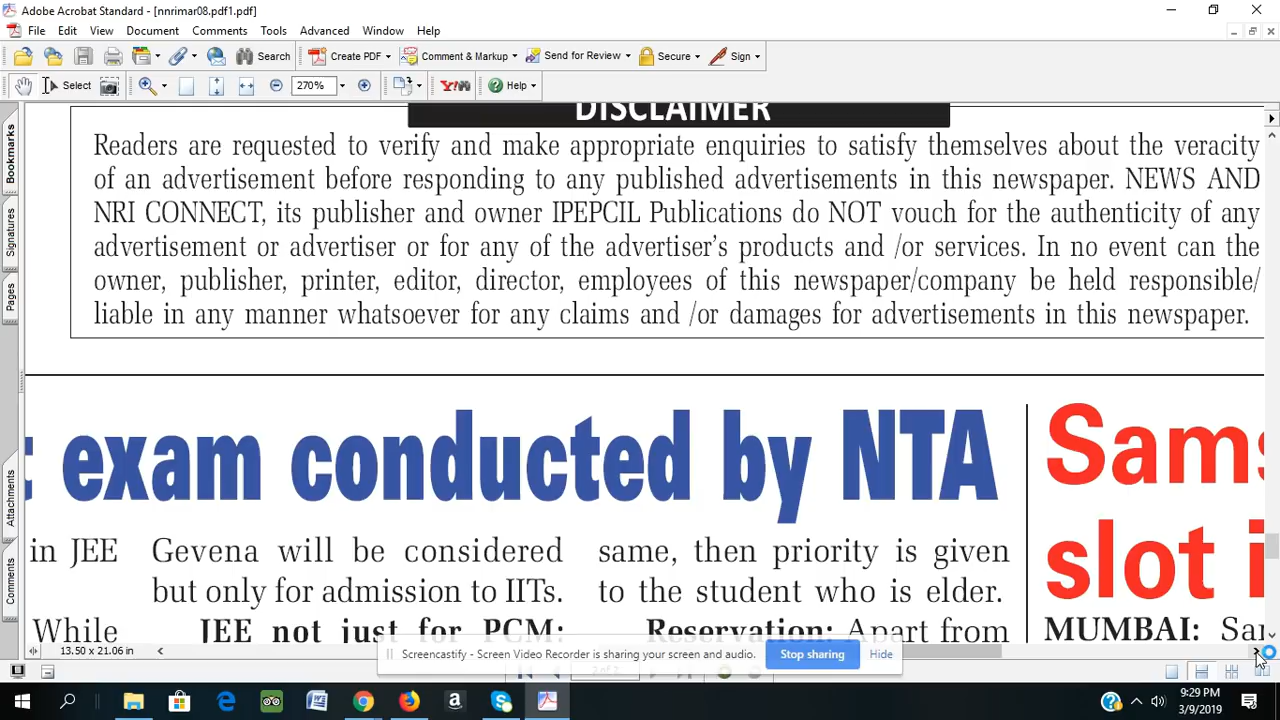 Adobe Acrobat Standard - [nnrimar08.pdf1.pdf]
File Edit View Document Comments Tools Advanced Window Help
Search Create PDF Comment & Markup Send for Review Secure Sign
Select 270% Y! Help
Bookmarks
Signatures
Pages
Attachments
Comments
DISCLAIMER
Readers are requested to verify and make appropriate enquiries to satisfy themselves about the veracity
of an advertisement before responding to any published advertisements in this newspaper. NEWS AND
NRI CONNECT, its publisher and owner IPEPCIL Publications do NOT vouch for the authenticity of any
advertisement or advertiser or for any of the advertiser's products and /or services. In no event can the
owner, publisher, printer, editor, director, employees of this newspaper/company be held responsible/
liable in any manner whatsoever for any claims and /or damages for advertisements in this newspaper.
exam conducted by NTA
in JEE
While
Gevena will be considered
but only for admission to IITs.
JEE not just for PCM:
same, then priority is given
to the student who is elder.
Reservation: Apart from
Sams
slot i
MUMBAI: Sam
13.50 x 21.06 in
Screencastify - Screen Video Recorder is sharing your screen and audio. Stop sharing Hide
2 of 2
9:29 PM
3/9/2019